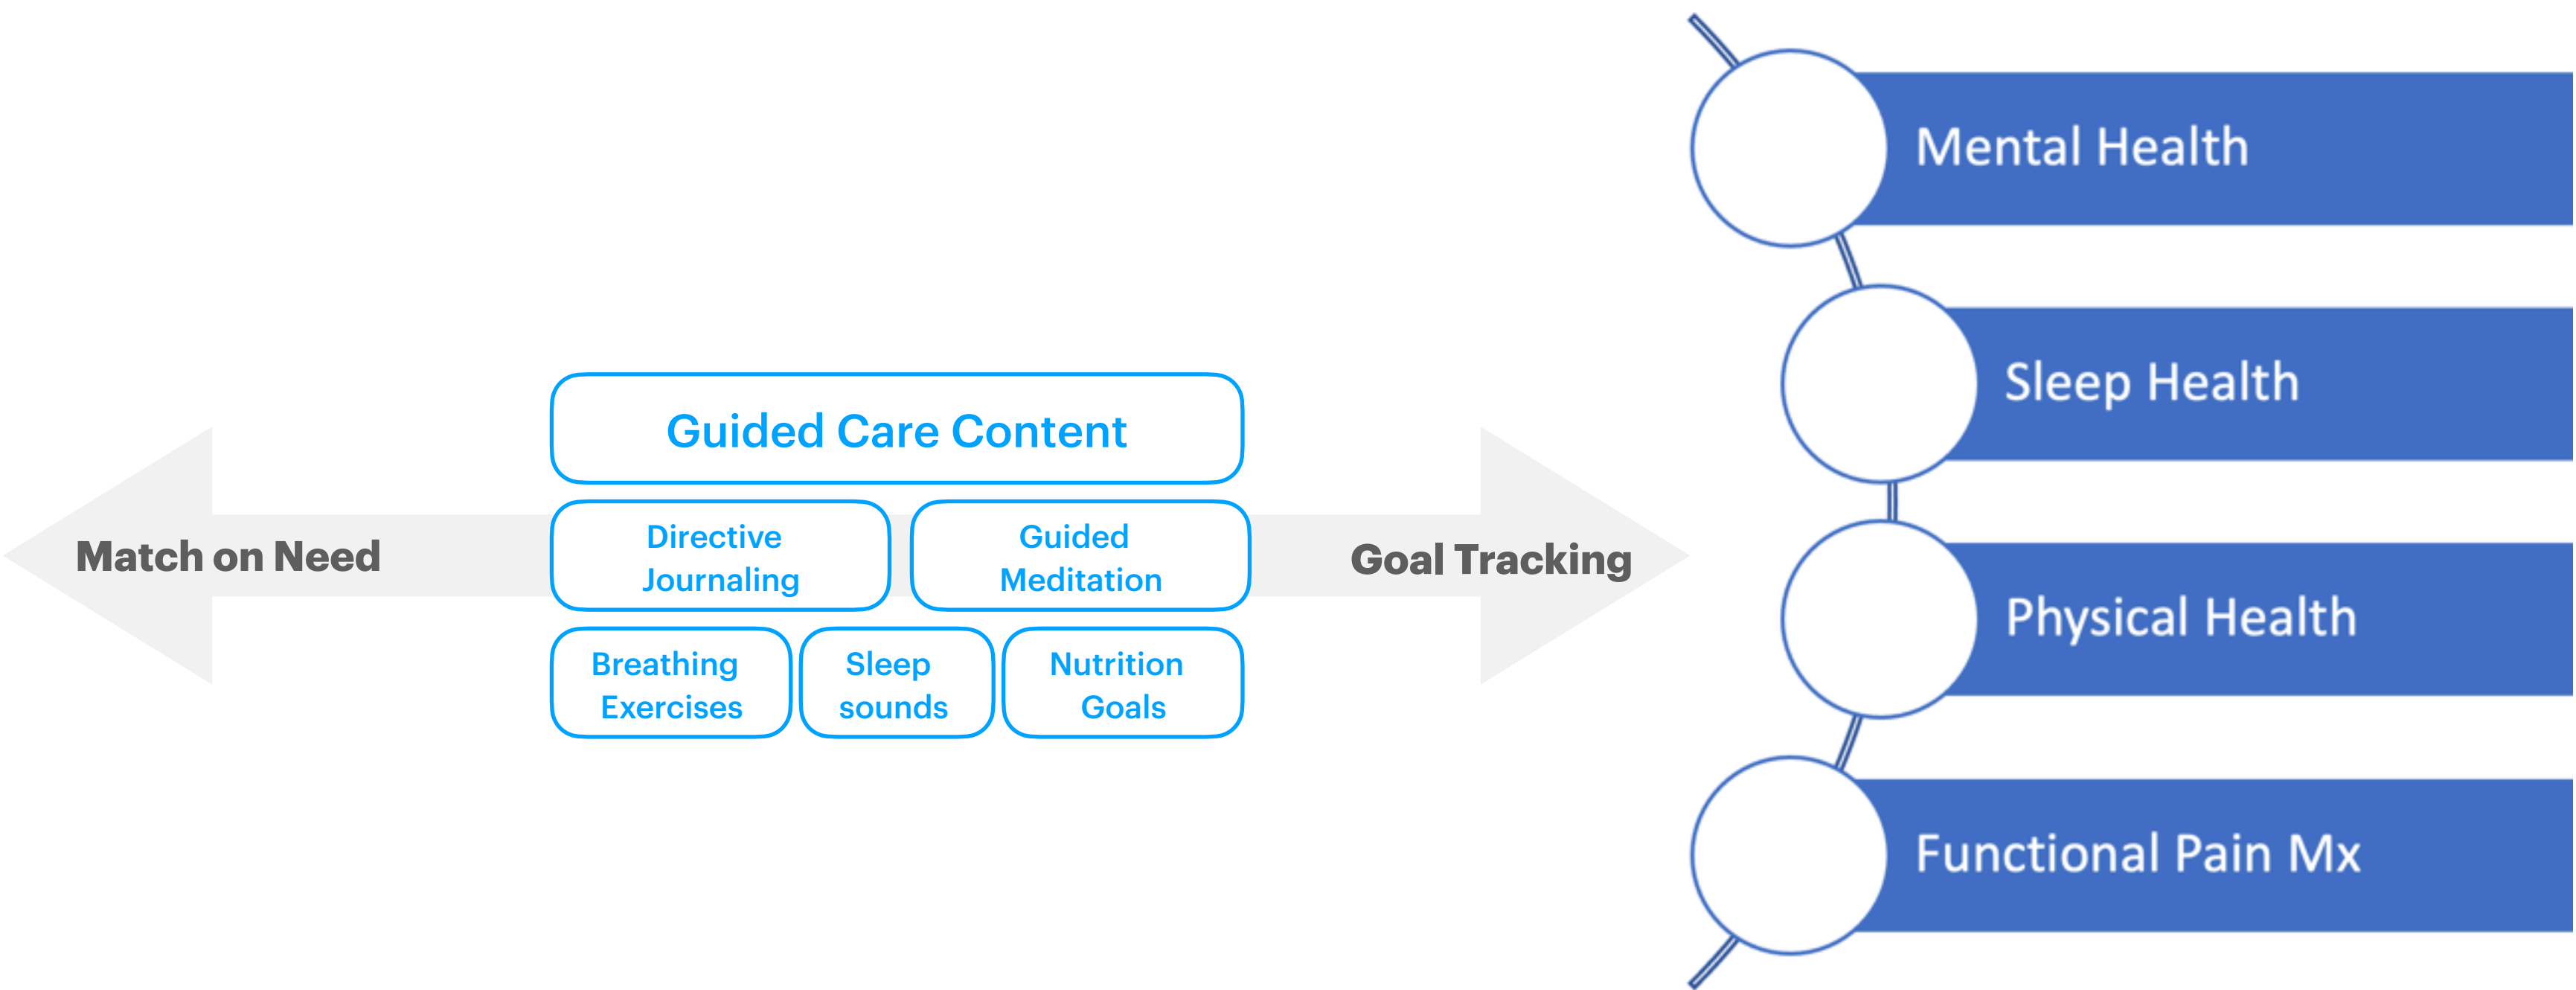 Match on Need
Guided Care Content
Directive
Journaling
Guided
Meditation
Breathing
Exercises
Sleep
sounds
Nutrition
Goals
Goal Tracking
Mental Health
Sleep Health
Physical Health
Functional Pain Mx